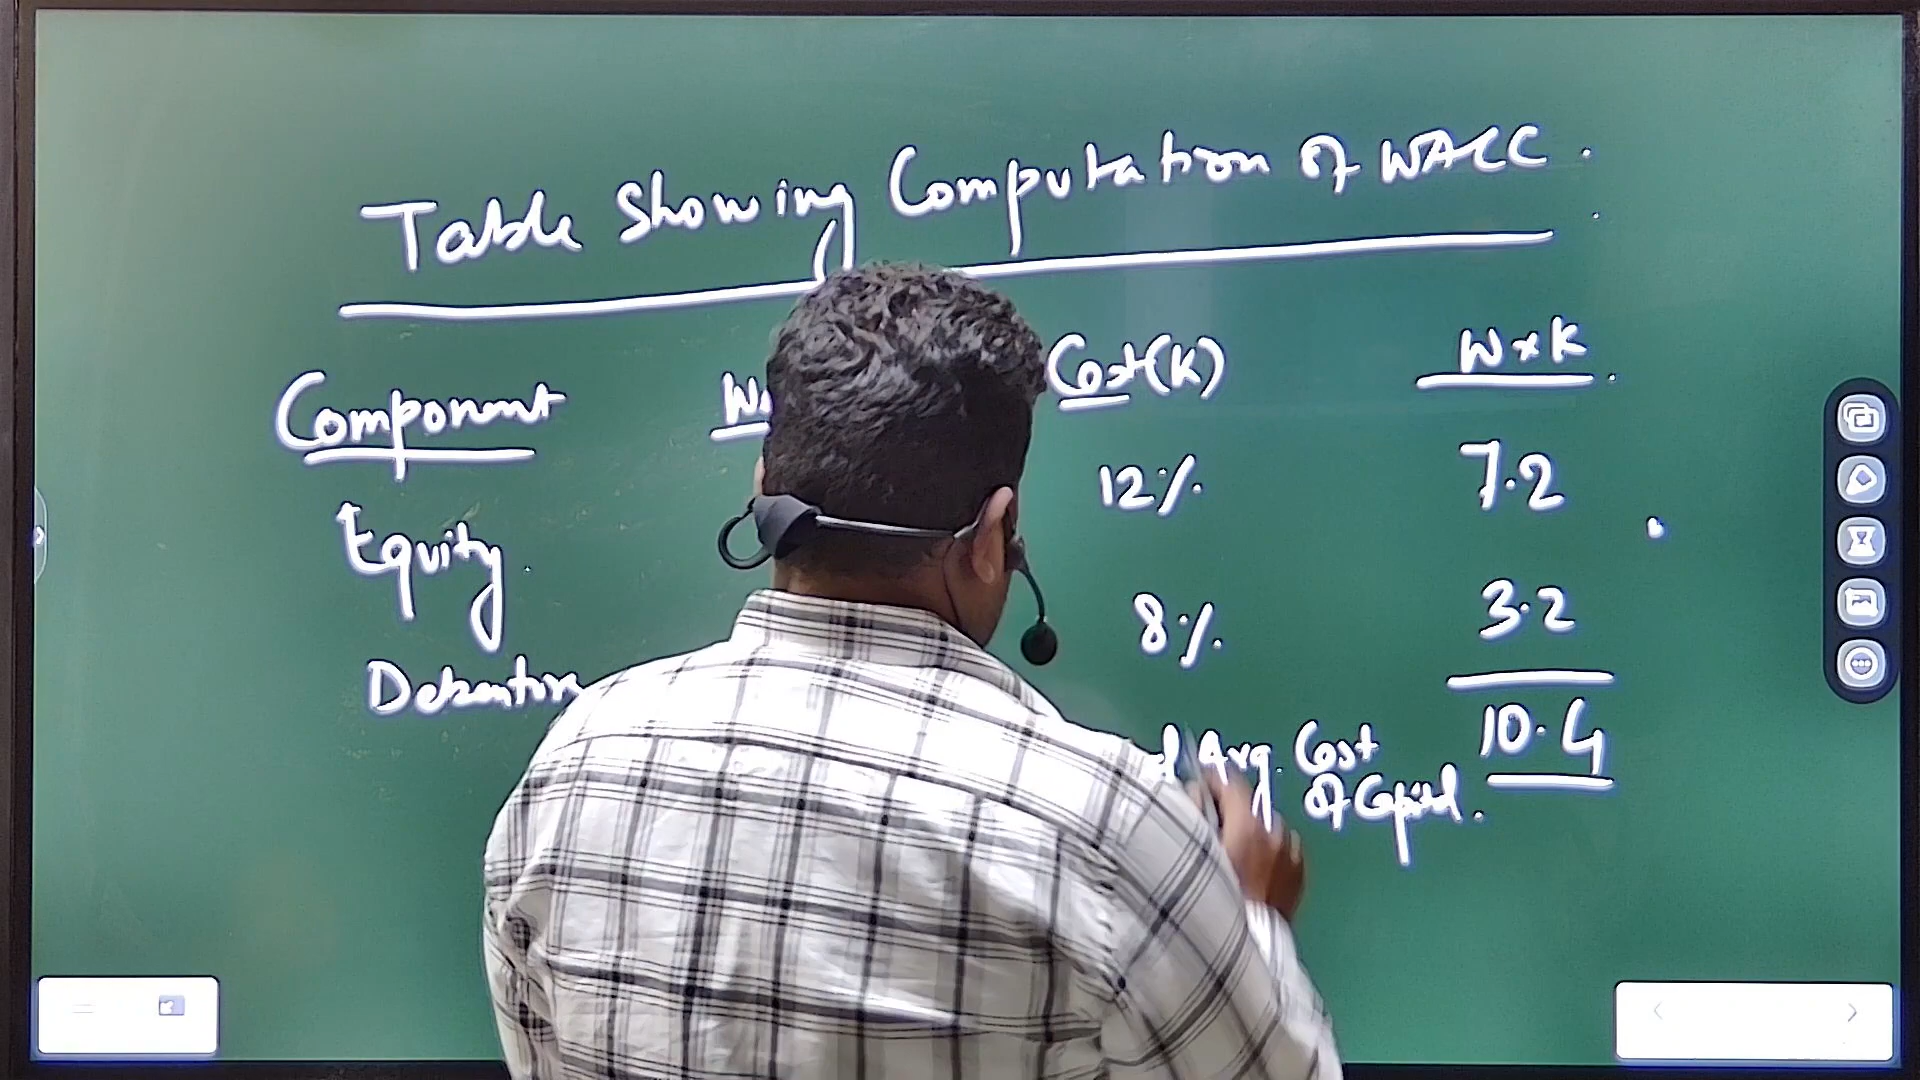 Table Showing Computation of WACC.
Component Cost(K) W×K
Equity 12% 7.2
Debenture 8% 3.2
Avg. Cost 10.4
of Capital.